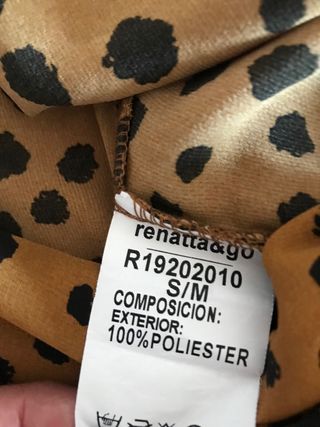 renatta&go
R19202010
S/M
COMPOSICION:
EXTERIOR:
100%POLIESTER